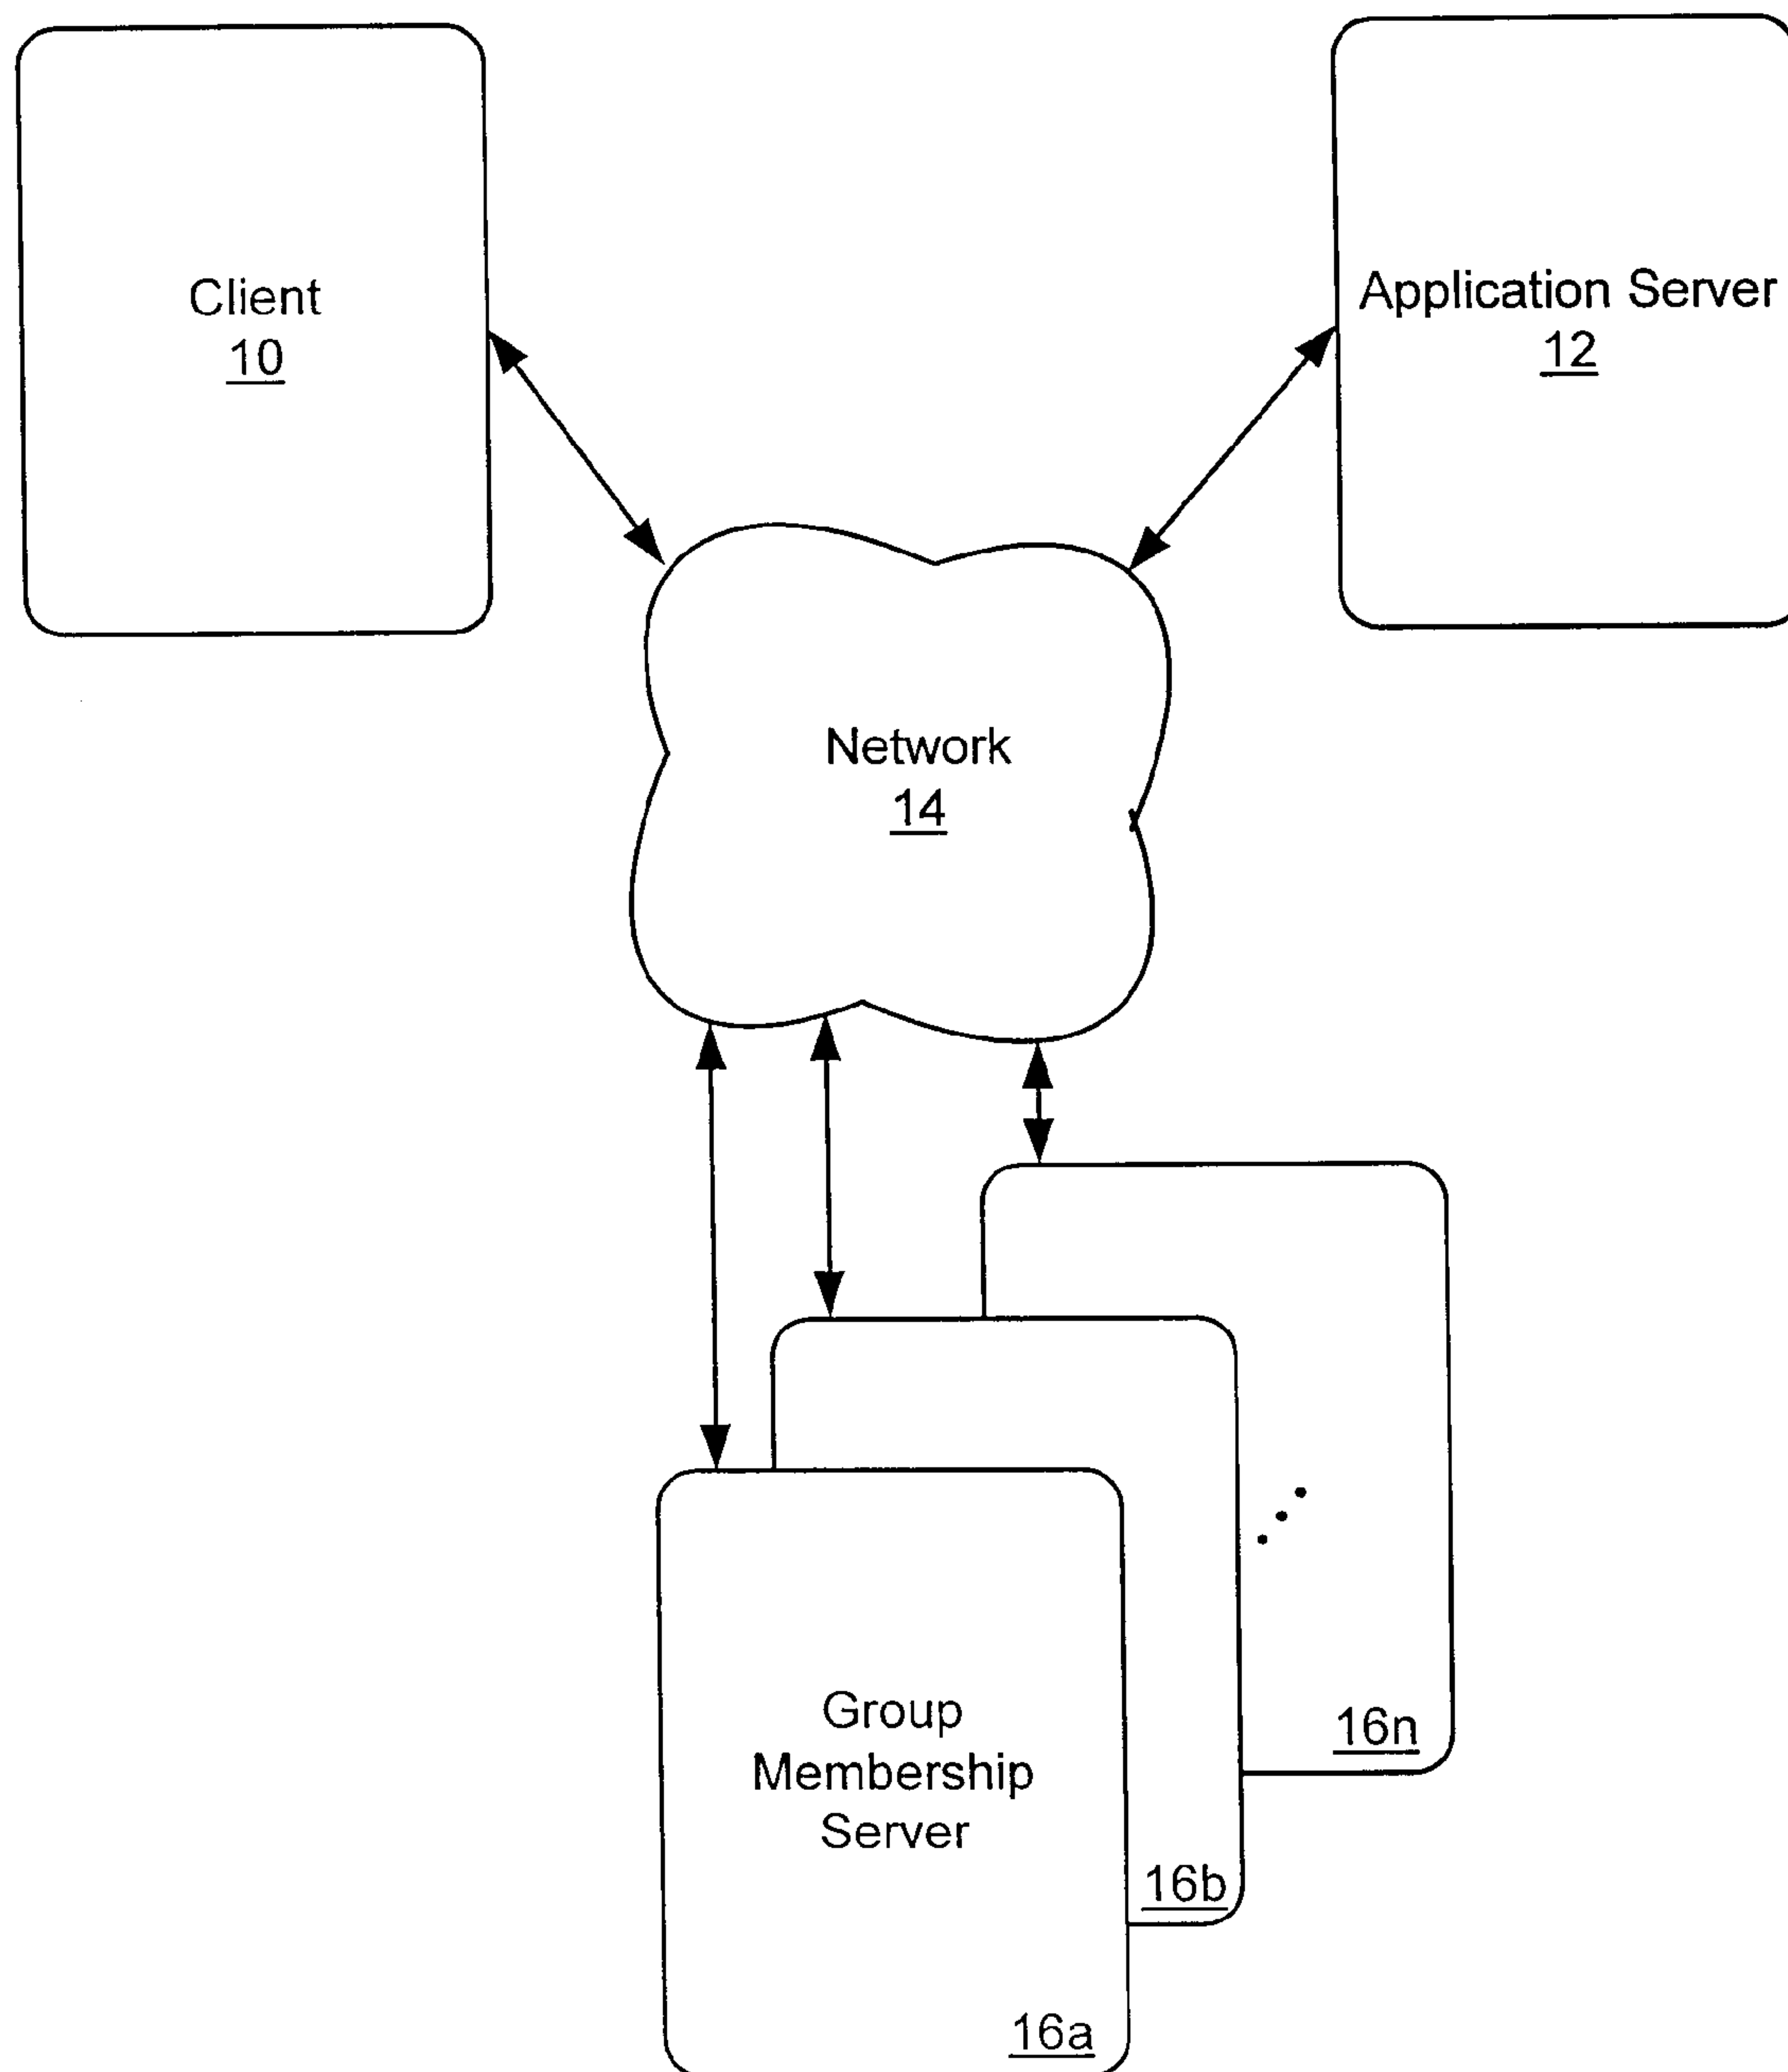 Client
10
Application Server
12
Network
14
16n
Group
Membership
Server
16b
16a